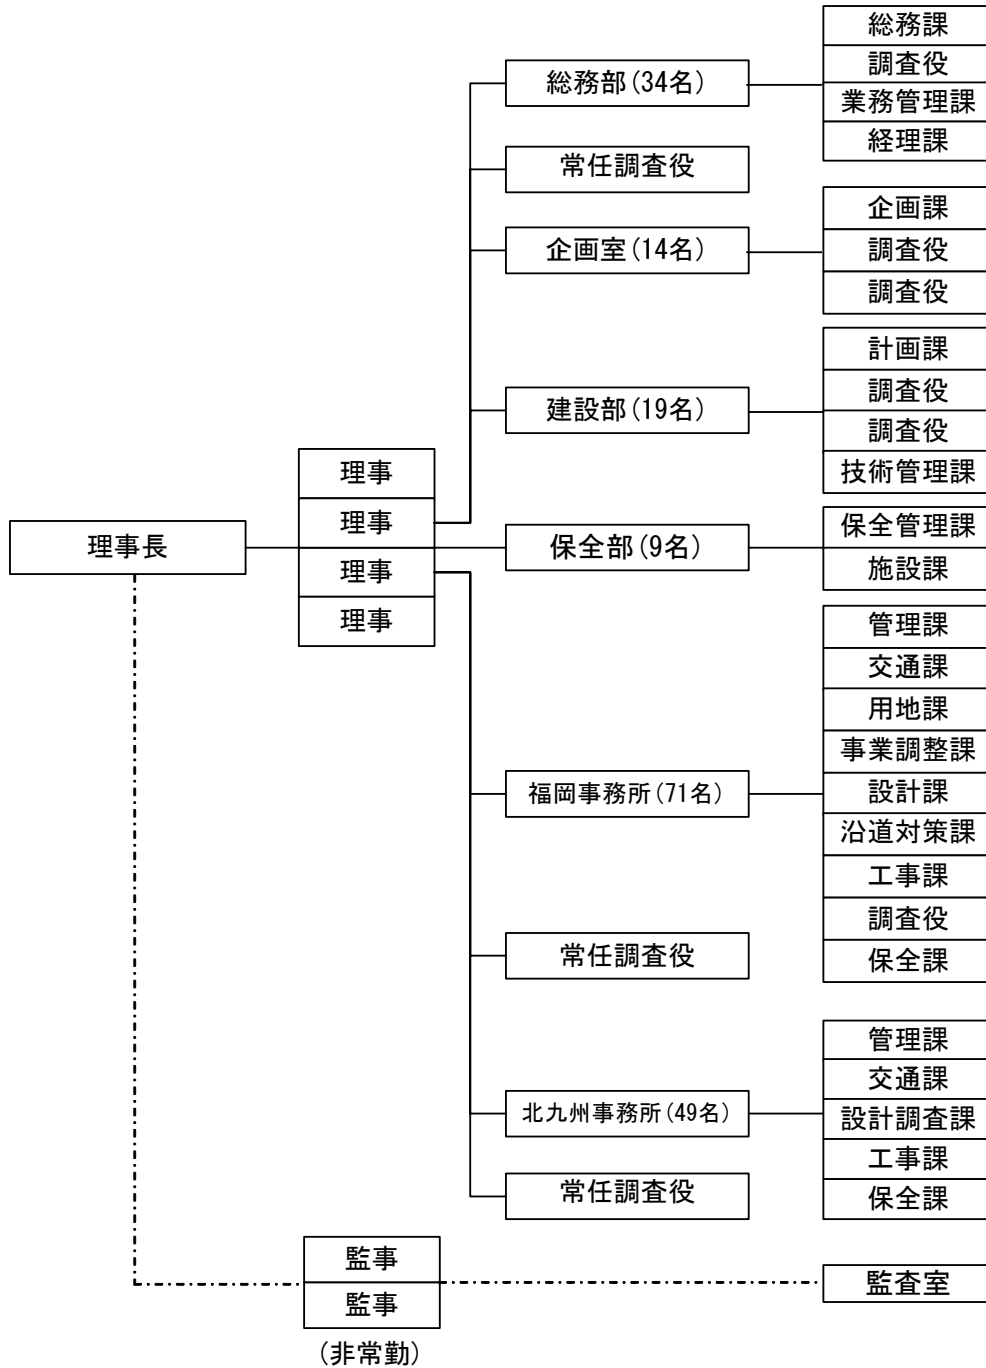 総務課
調査役
総務部(34名)
業務管理課
経理課
常任調査役
企画課
企画室(14名)
調査役
調査役
計画課
調査役
建設部(19名)
調査役
技術管理課
理事
理事
理事長
理事
理事
保全部(9名)
保全管理課
施設課
管理課
交通課
用地課
事業調整課
福岡事務所(71名)
設計課
沿道対策課
工事課
調査役
常任調査役
保全課
管理課
交通課
北九州事務所(49名)
設計調査課
工事課
常任調査役
保全課
監事
監事
監査室
(非常勤)